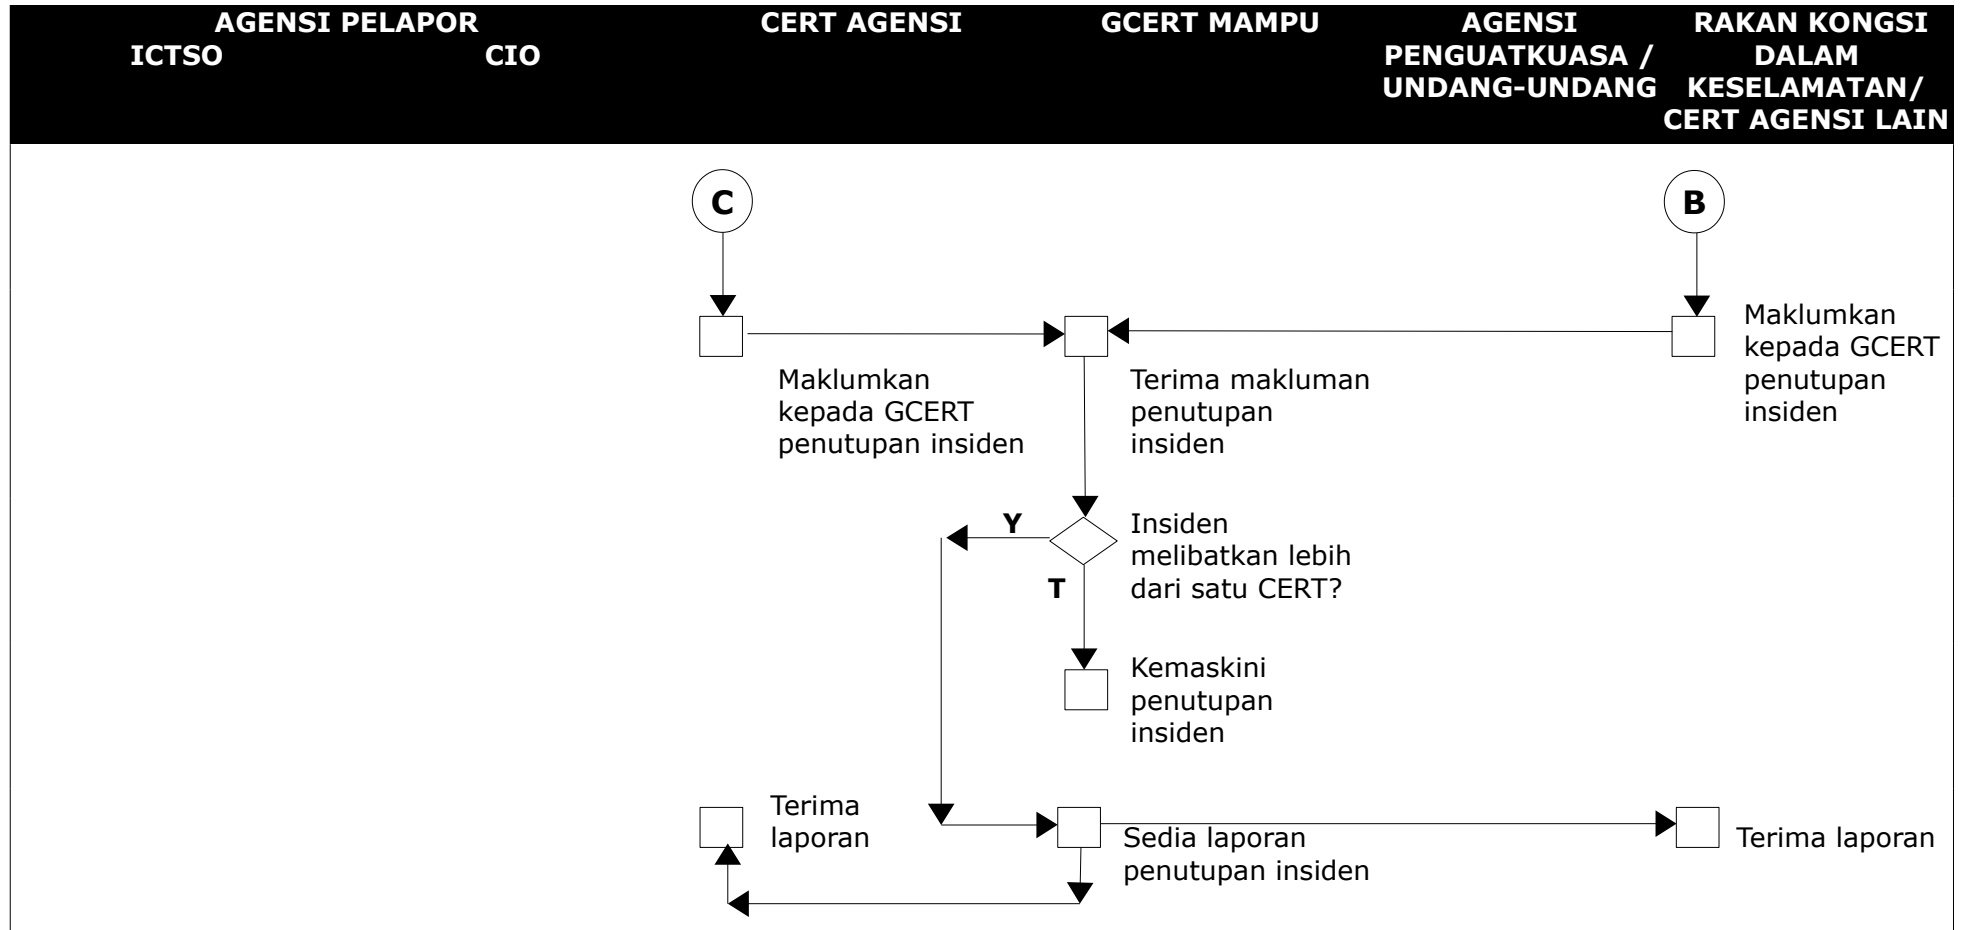 AGENSI PELAPOR
ICTSO
CIO
CERT AGENSI
GCERT MAMPU
AGENSI
PENGUATKUASA /
UNDANG-UNDANG
RAKAN KONGSI
DALAM
KESELAMATAN/
CERT AGENSI LAIN
C
B
Maklumkan
kepada GCERT
penutupan insiden
Terima makluman
penutupan
insiden
Maklumkan
kepada GCERT
penutupan
insiden
Y
T
Insiden
melibatkan lebih
dari satu CERT?
Kemaskini
penutupan
insiden
Terima
laporan
Sedia laporan
penutupan insiden
Terima laporan